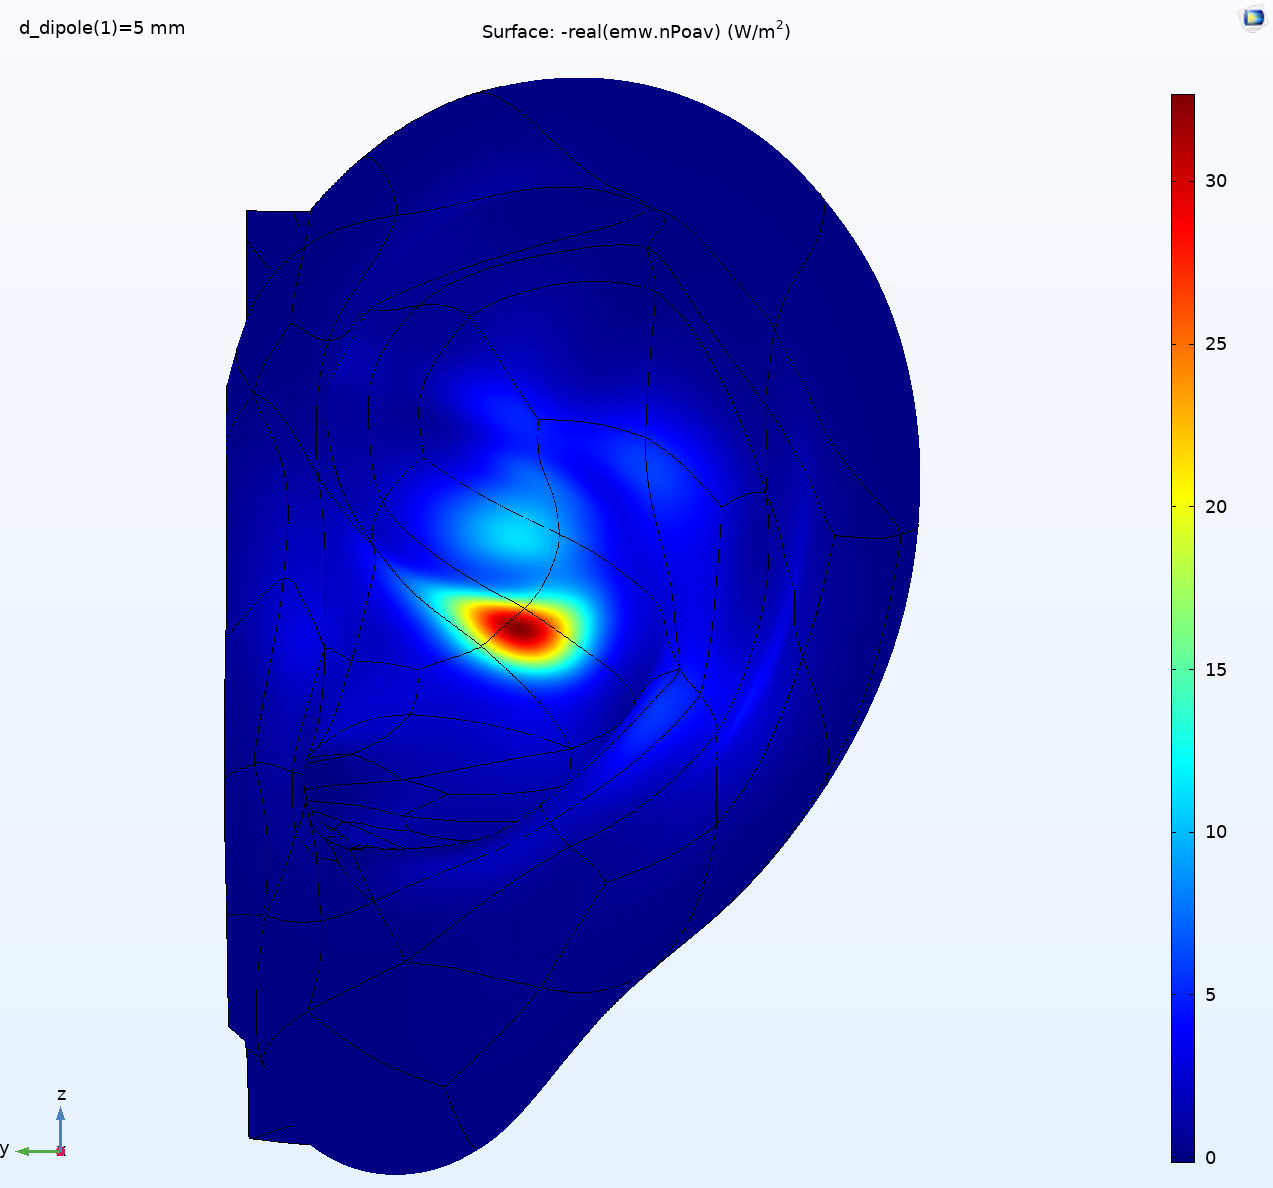 d_dipole(1)=5 mm
Surface: -real(emw.nPoav) (W/m²)
30
25
20
15
10
5
0
z
y
x